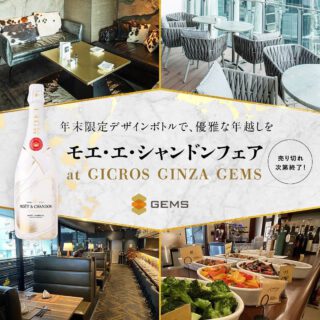 年末限定デザインボトルで、優雅な年越しを
モエ・エ・シャンドンフェア
at GICROS GINZA GEMS
売り切れ
次第終了！
GEMS
MOËT & CHANDON